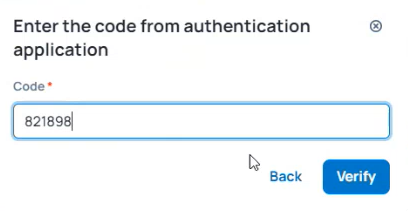 Enter the code from authentication
application
Code *
821898
Back
Verify